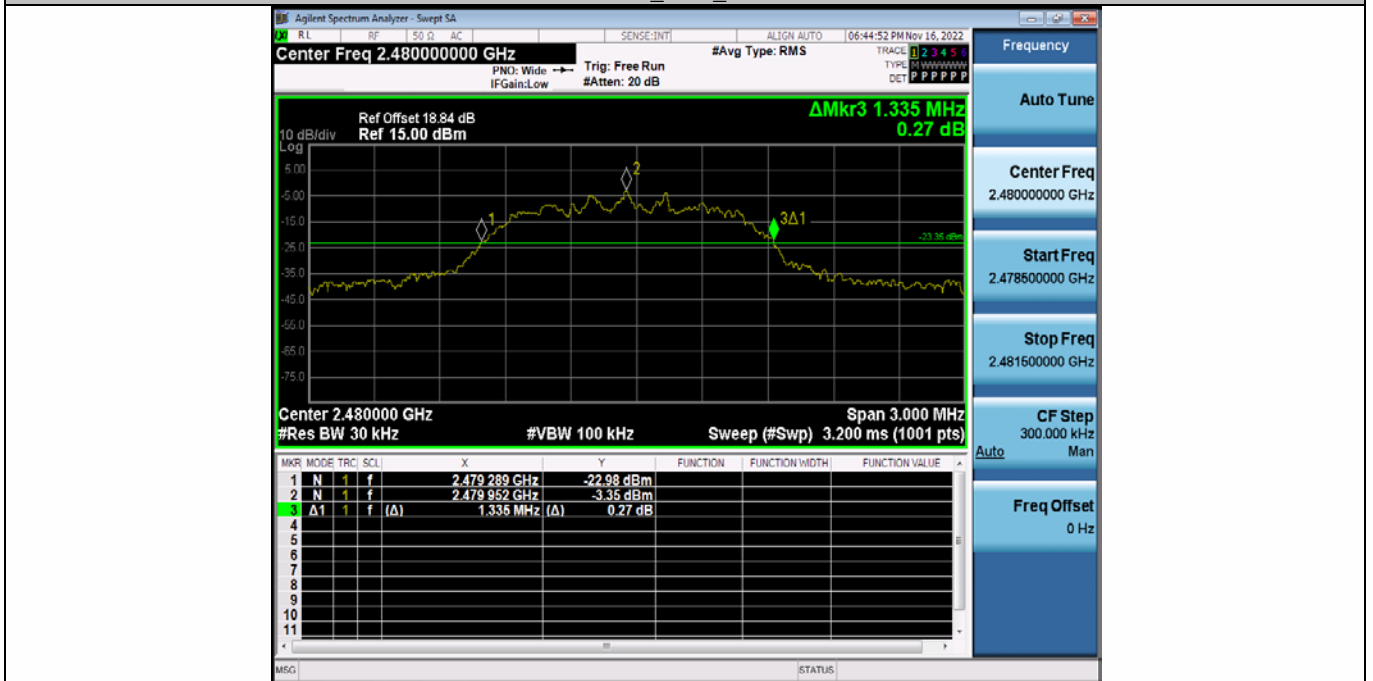 Agilent Spectrum Analyzer - Swept SA
RL RF 50 Ω AC SENSE:INT ALIGN AUTO 06:44:52 PM Nov 16, 2022
Center Freq 2.480000000 GHz
PNO: Wide
IFGain:Low
Trig: Free Run
#Atten: 20 dB
#Avg Type: RMS
TRACE 1 2 3 4 5 6
TYPE M WWWWW
DET P P P P P P
ΔMkr3 1.335 MHz
0.27 dB
Ref Offset 18.84 dB
10 dB/div Ref 15.00 dBm
Log
5.00
-5.00
-15.0
-25.0
-35.0
-45.0
-55.0
-65.0
-75.0
1
2
3Δ1
-23.35 dBm
Center 2.480000 GHz Span 3.000 MHz
#Res BW 30 kHz #VBW 100 kHz Sweep (#Swp) 3.200 ms (1001 pts)
MKR MODE TRC SCL X Y FUNCTION FUNCTION WIDTH FUNCTION VALUE
1 N 1 f 2.479 289 GHz -22.98 dBm
2 N 1 f 2.479 952 GHz -3.35 dBm
3 Δ1 1 f (Δ) 1.335 MHz (Δ) 0.27 dB
4
5
6
7
8
9
10
11
MSG STATUS
Frequency
Auto Tune
Center Freq
2.480000000 GHz
Start Freq
2.478500000 GHz
Stop Freq
2.481500000 GHz
CF Step
300.000 kHz
Auto Man
Freq Offset
0 Hz